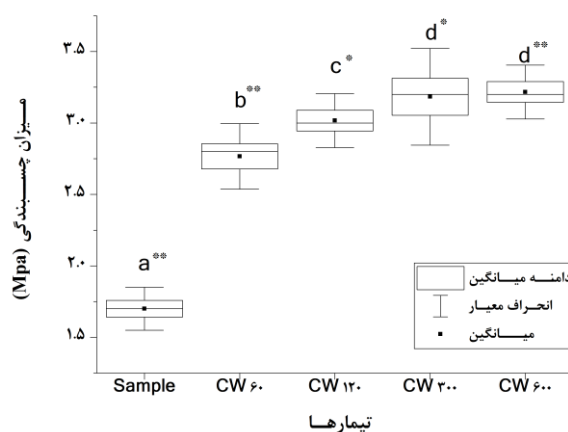 میزان چسبندگی (Mpa)
۳.۵
۳.۰
۲.۵
۲.۰
۱.۵
a**
b**
c*
d*
d**
دامنه میانگین
انحراف معیار
میانگین
Sample
CW ۶۰
CW ۱۲۰
CW ۳۰۰
CW ۶۰۰
تیمارها